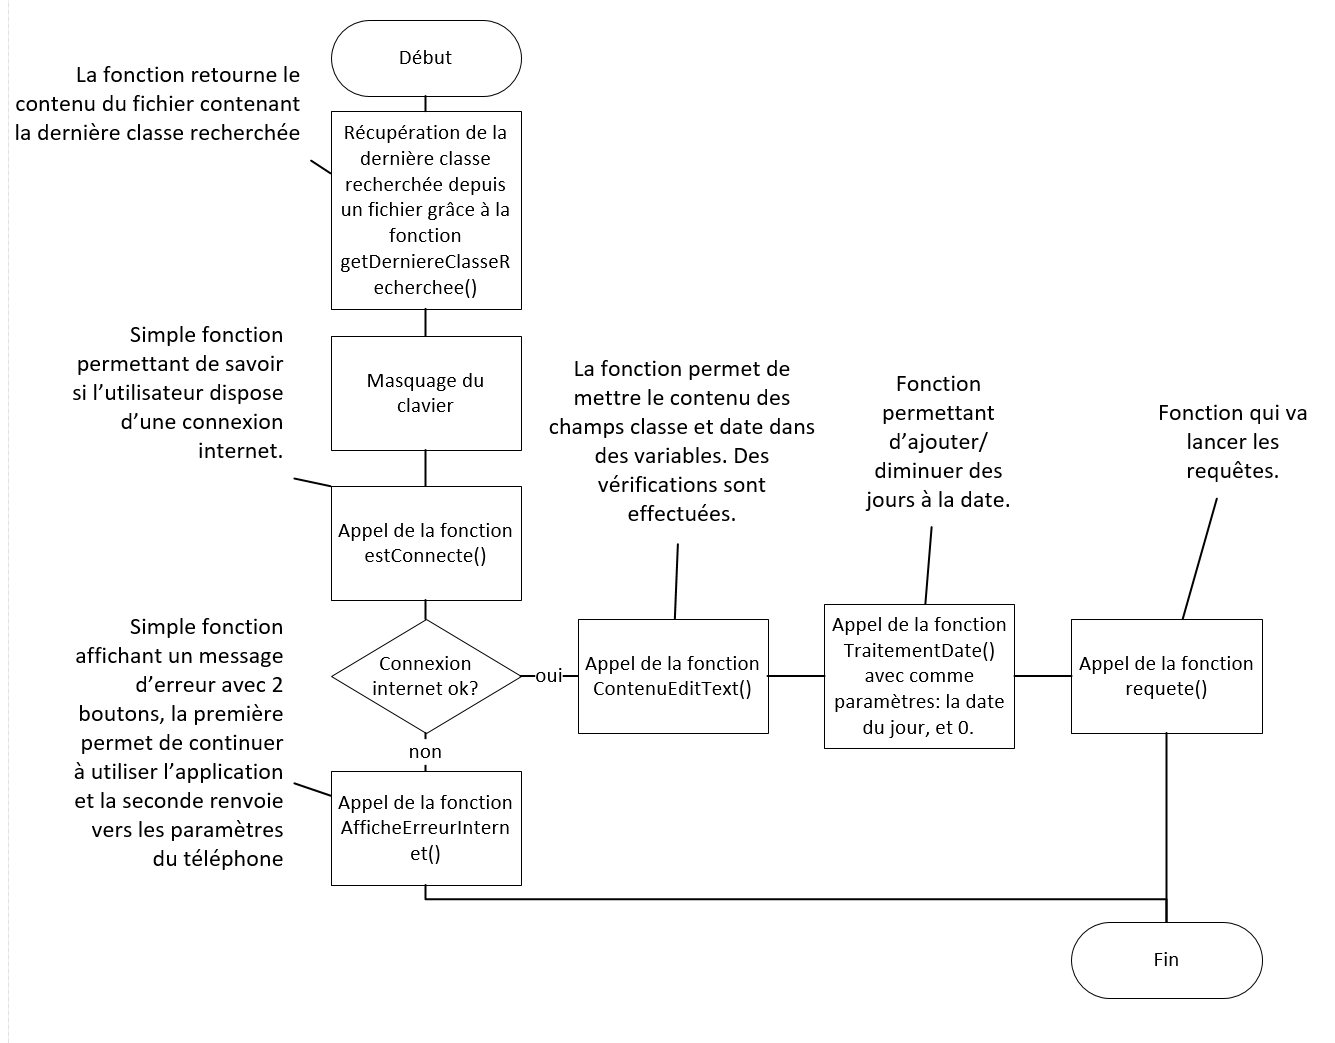 Début
La fonction retourne le
contenu du fichier contenant
la dernière classe recherchée
Récupération de la
dernière classe
recherchée depuis
un fichier grâce à la
fonction
getDerniereClasseR
echerchee()
Simple fonction
permettant de savoir
si l’utilisateur dispose
d’une connexion
internet.
Masquage du
clavier
Appel de la fonction
estConnecte()
Connexion
internet ok?
oui
non
La fonction permet de
mettre le contenu des
champs classe et date dans
des variables. Des
vérifications sont
effectuées.
Appel de la fonction
ContenuEditText()
Fonction
permettant
d’ajouter/
diminuer des
jours à la date.
Appel de la fonction
TraitementDate()
avec comme
paramètres: la date
du jour, et 0.
Fonction qui va
lancer les
requêtes.
Appel de la fonction
requete()
Simple fonction
affichant un message
d’erreur avec 2
boutons, la première
permet de continuer
à utiliser l’application
et la seconde renvoie
vers les paramètres
du téléphone
Appel de la fonction
AfficheErreurIntern
et()
Fin